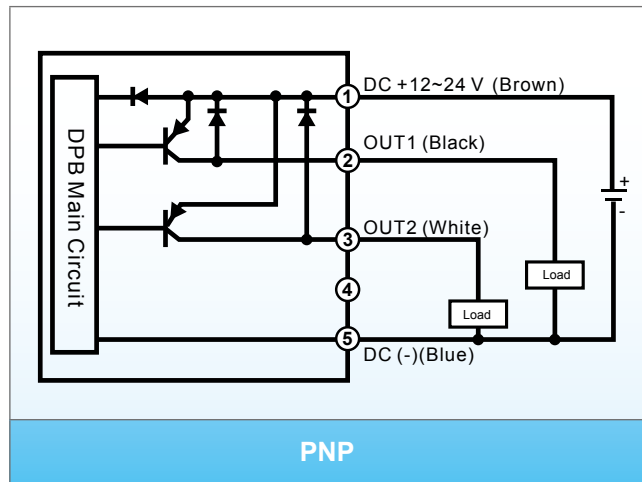 DPB Main Circuit
1
DC +12~24 V (Brown)
2
OUT1 (Black)
3
OUT2 (White)
4
5
DC (-)(Blue)
+
-
Load
Load
PNP